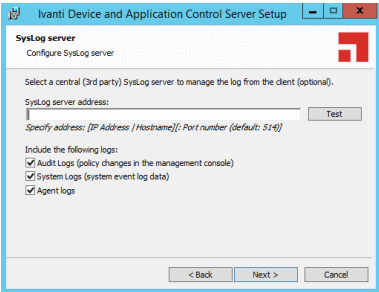 Ivanti Device and Application Control Server Setup
SysLog server
Configure SysLog server
Select a central (3rd party) SysLog server to manage the log from the client (optional).
SysLog server address:
Test
Specify address: [IP Address | Hostname][: Port number (default: 514)]
Include the following logs:
Audit Logs (policy changes in the management console)
System Logs (system event log data)
Agent logs
< Back Next > Cancel